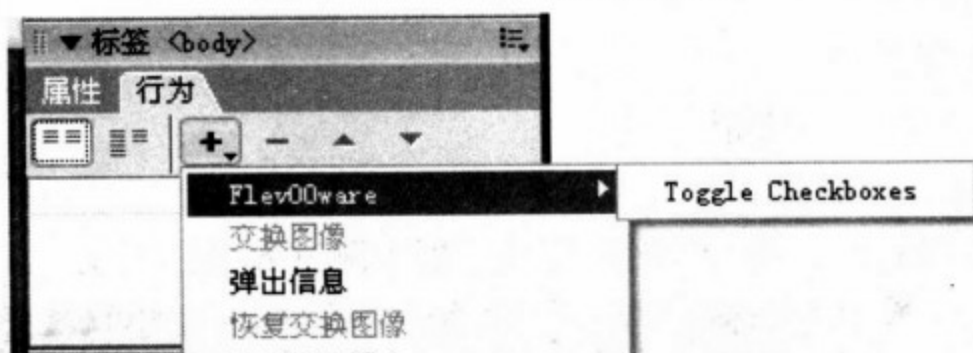 标签 <body>
属性 行为
Flev00ware Toggle Checkboxes
交换图像
弹出信息
恢复交换图像